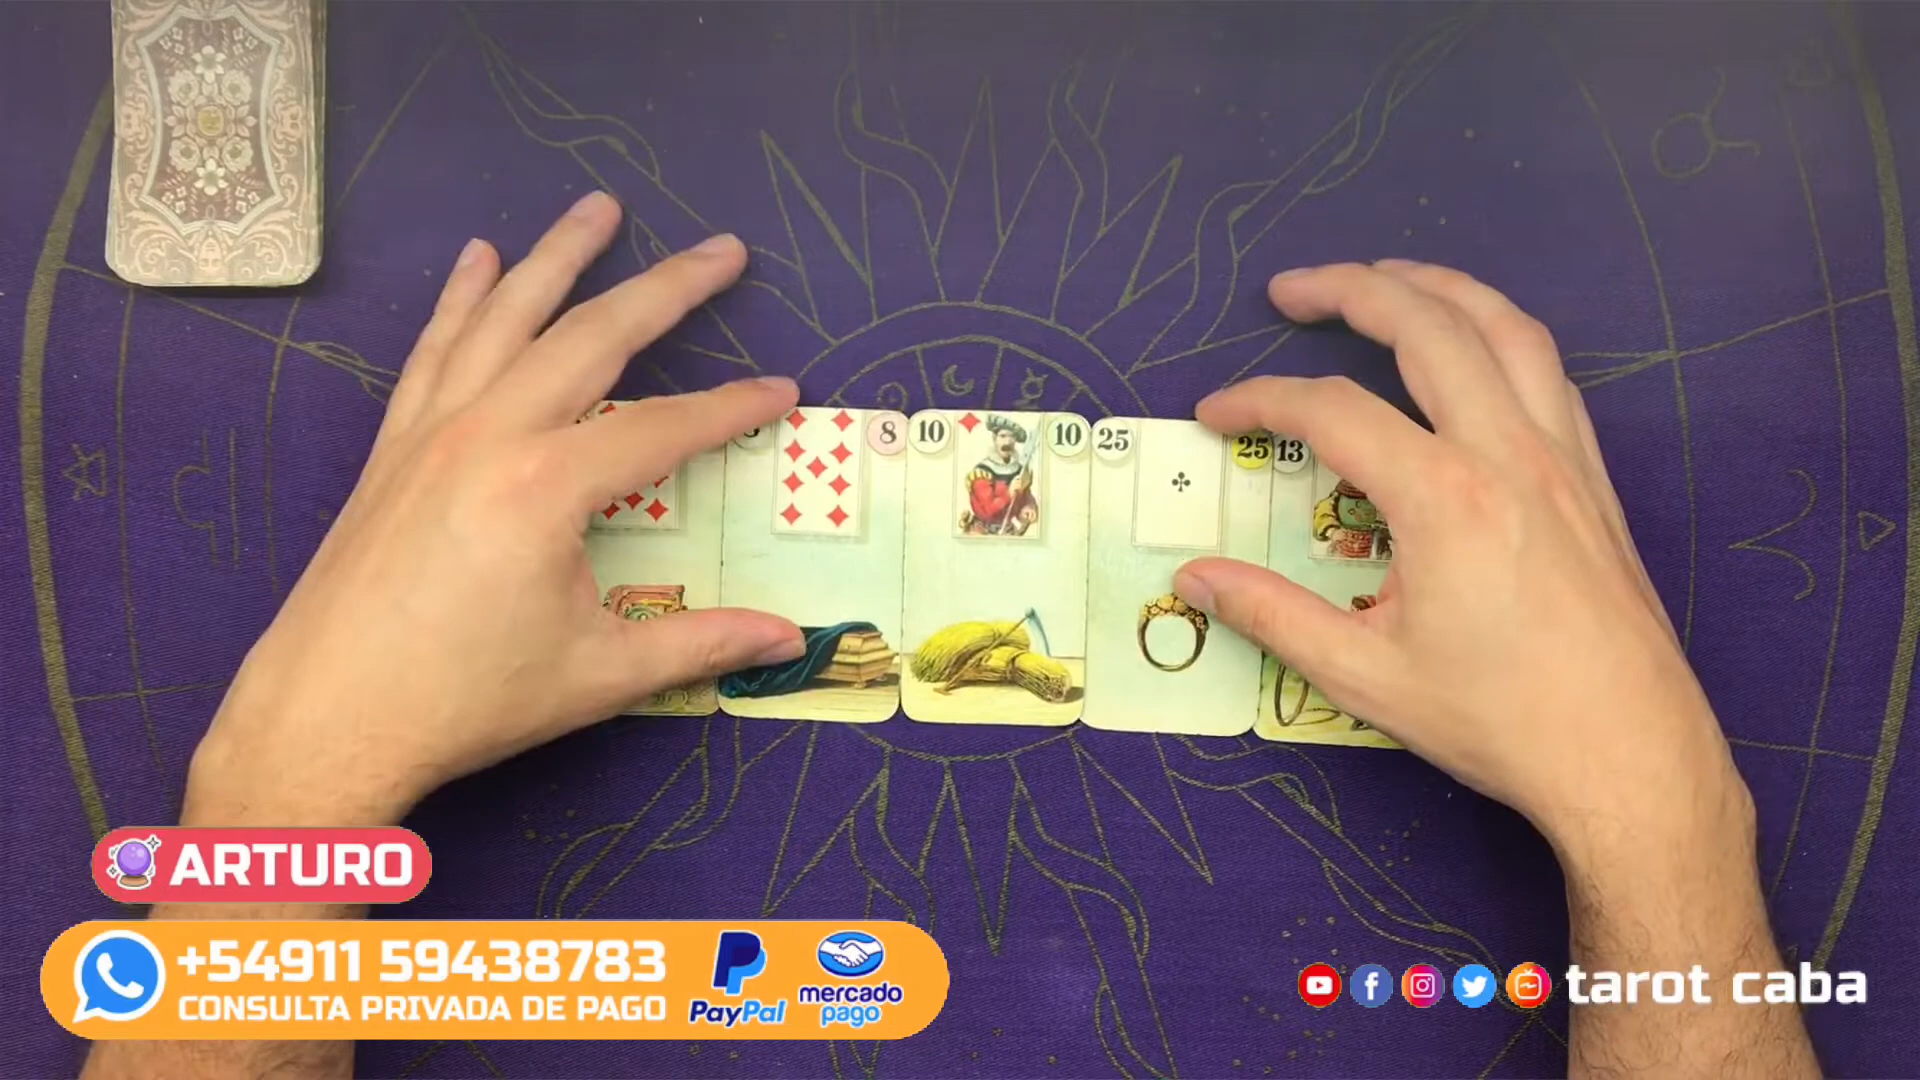 8
10
10
25
25
13
ARTURO
+54911 59438783
CONSULTA PRIVADA DE PAGO
PayPal
mercado
pago
tarot caba